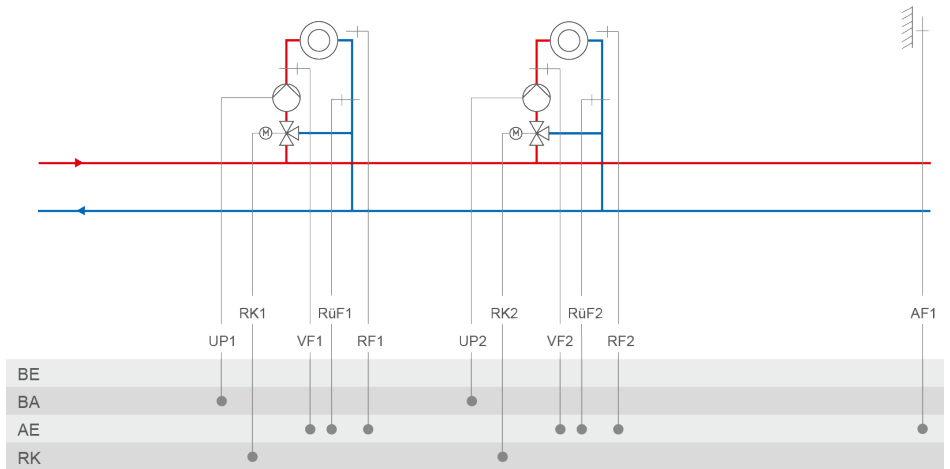 M M
RK1 RüF1 RK2 RüF2 AF1
UP1 VF1 RF1 UP2 VF2 RF2
BE
BA
AE
RK